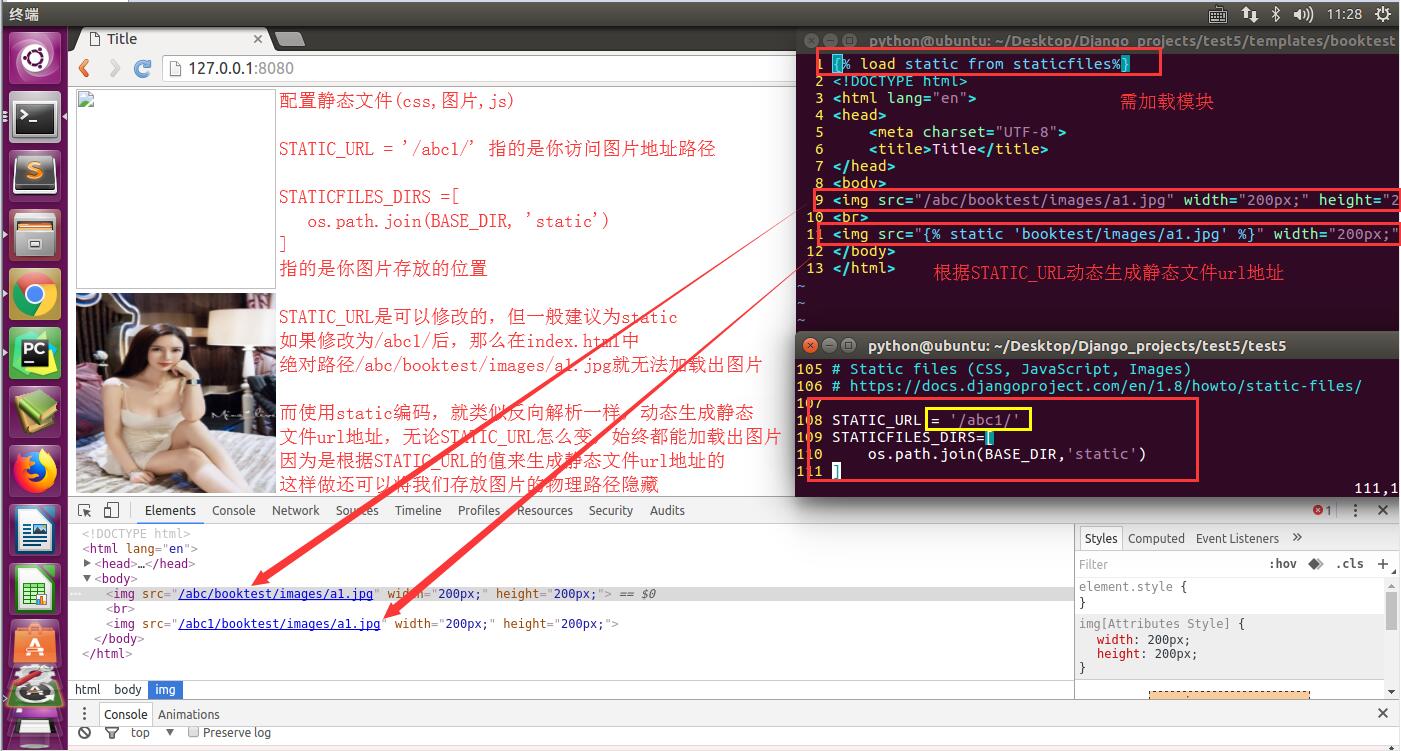 终端
11:28
Title
127.0.0.1:8080
配置静态文件(css,图片,js)
STATIC_URL = '/abc1/' 指的是你访问图片地址路径
STATICFILES_DIRS =[
os.path.join(BASE_DIR, 'static')
]
指的是你图片存放的位置
STATIC_URL是可以修改的，但一般建议为static
如果修改为/abc1/后，那么在index.html中
绝对路径/abc/booktest/images/a1.jpg就无法加载出图片
而使用static编码，就类似反向解析一样，动态生成静态
文件url地址，无论STATIC_URL怎么变，始终都能加载出图片
因为是根据STATIC_URL的值来生成静态文件url地址的
这样做还可以将我们存放图片的物理路径隐藏
python@ubuntu: ~/Desktop/Django_projects/test5/templates/booktest
1 {% load static from staticfiles%}
2 <!DOCTYPE html>
3 <html lang="en">
需加载模块
4 <head>
5 <meta charset="UTF-8">
6 <title>Title</title>
7 </head>
8 <body>
9 <img src="/abc/booktest/images/a1.jpg" width="200px;" height="2
10 <br>
11 <img src="{% static 'booktest/images/a1.jpg' %}" width="200px;"
12 </body>
13 </html>
根据STATIC_URL动态生成静态文件url地址
~
~
~
python@ubuntu: ~/Desktop/Django_projects/test5/test5
105 # Static files (CSS, JavaScript, Images)
106 # https://docs.djangoproject.com/en/1.8/howto/static-files/
107
108 STATIC_URL = '/abc1/'
109 STATICFILES_DIRS=[
110 os.path.join(BASE_DIR,'static')
111 ]
111,1
Elements Console Network Sources Timeline Profiles Resources Security Audits
1
<!DOCTYPE html>
<html lang="en">
<head>…</head>
<body>
<img src="/abc/booktest/images/a1.jpg" width="200px;" height="200px;"> == $0
<br>
<img src="/abc1/booktest/images/a1.jpg" width="200px;" height="200px;">
</body>
</html>
html body img
Styles Computed Event Listeners »
Filter :hov .cls +
element.style {
}
img[Attributes Style] {
width: 200px;
height: 200px;
}
Console Animations
top Preserve log